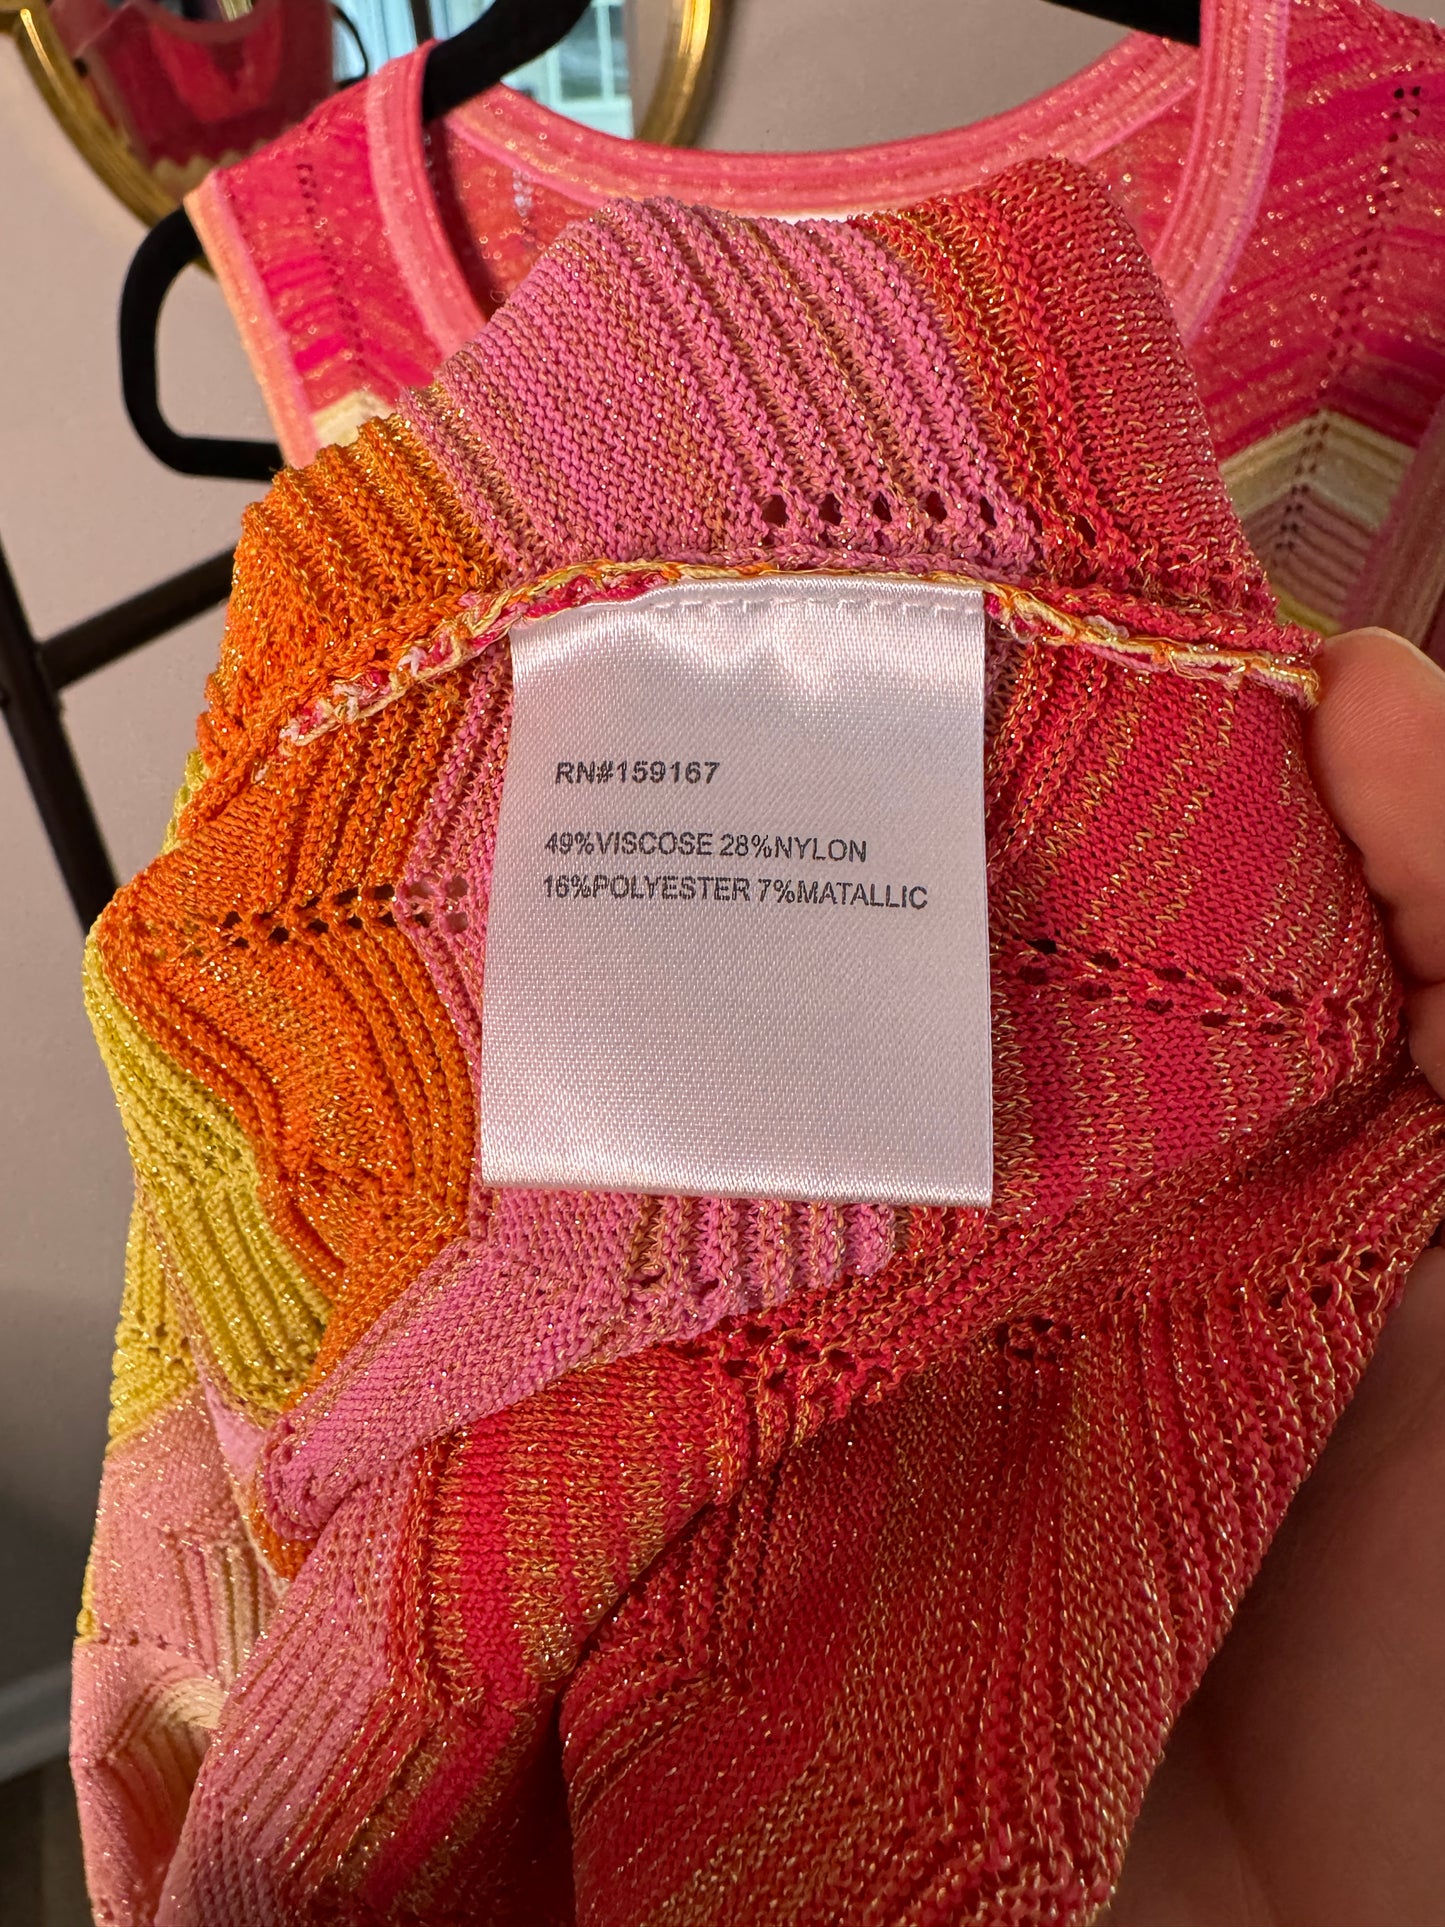 RN#159167
49%VISCOSE 28%NYLON
16%POLYESTER 7%MATALLIC